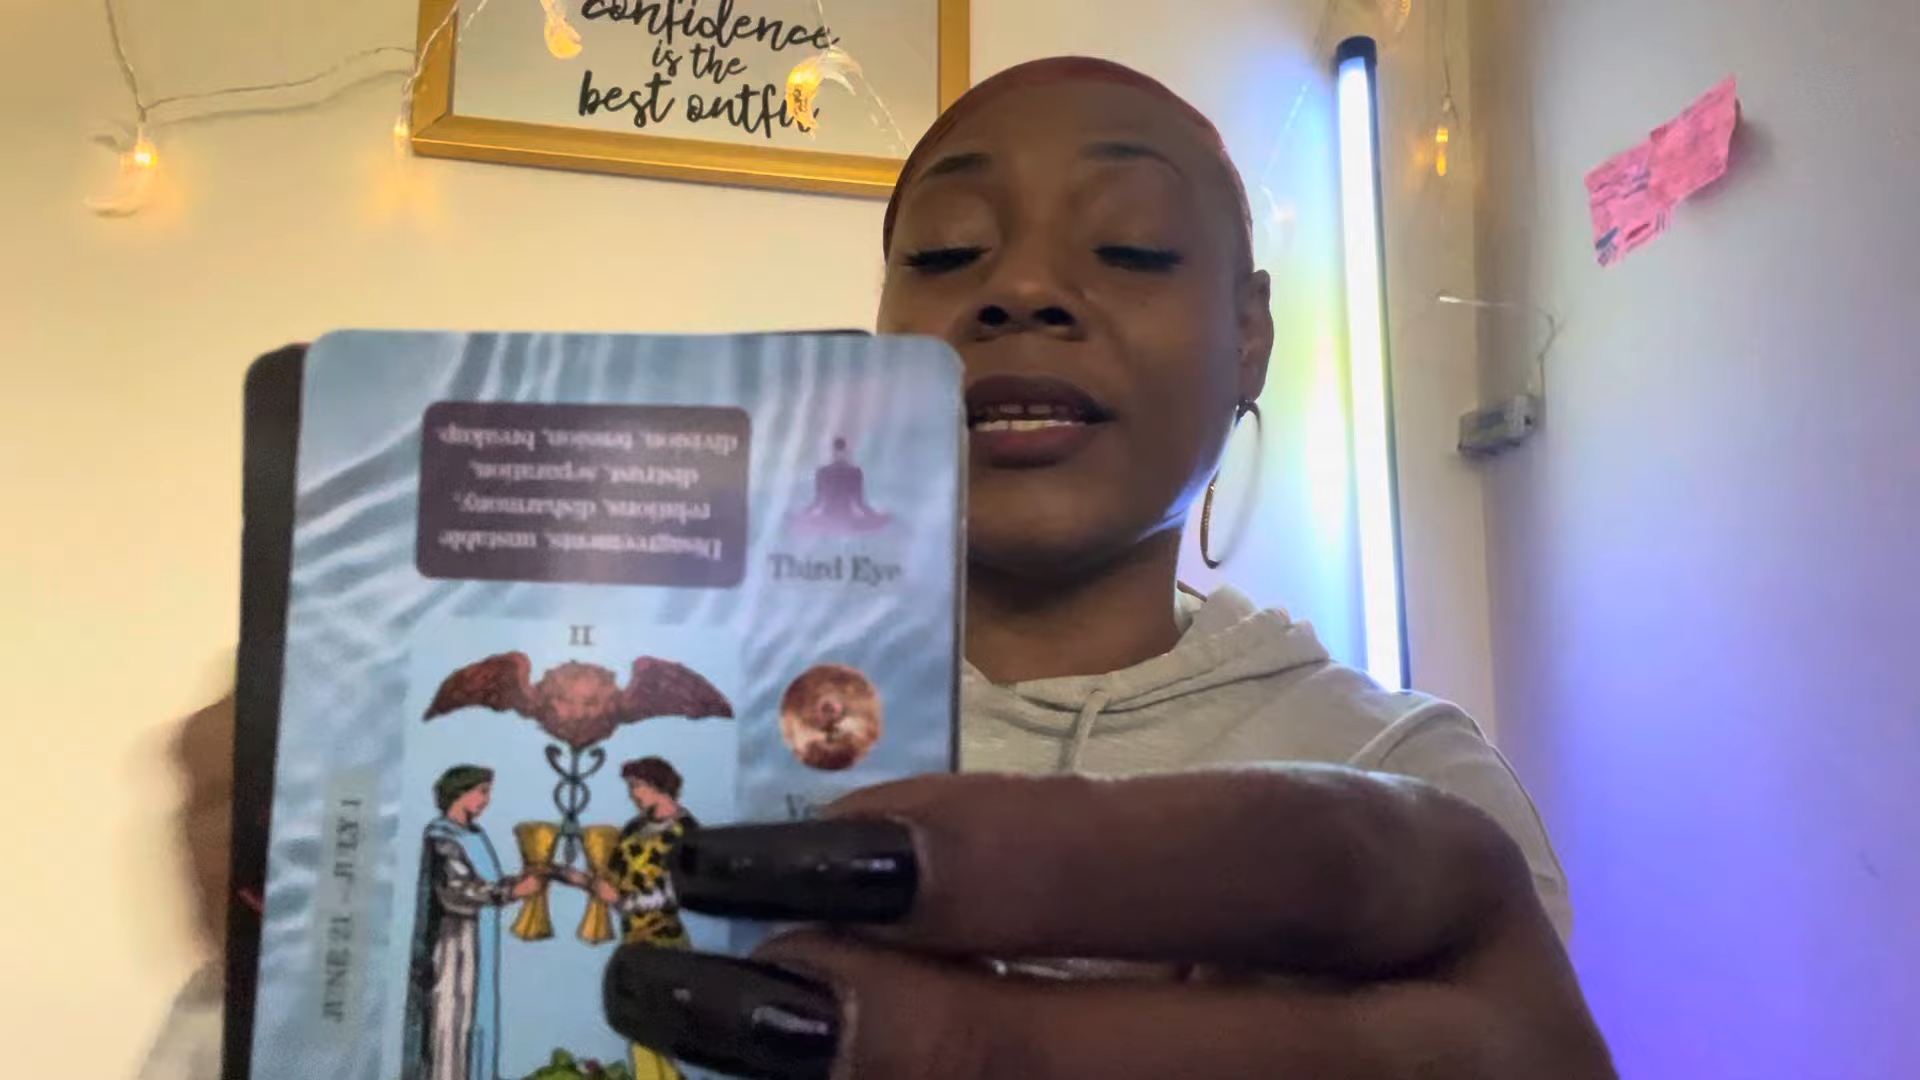 confidence
is the
best outfit
division, tension, breakup.
distrust, separation,
relations, disharmony,
Disagreements, unstable
Third Eye
II
JUNE 21 - JULY 1